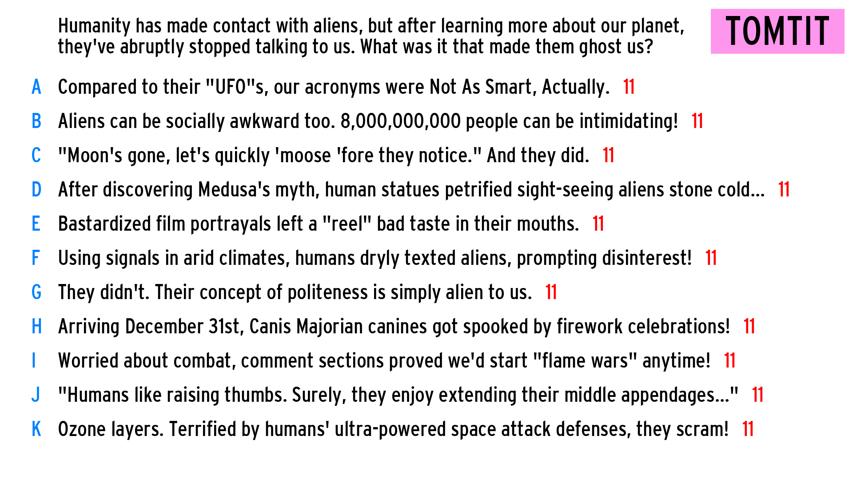 Humanity has made contact with aliens, but after learning more about our planet,
they've abruptly stopped talking to us. What was it that made them ghost us?
TOMTIT
A Compared to their "UFO"s, our acronyms were Not As Smart, Actually. 11
B Aliens can be socially awkward too. 8,000,000,000 people can be intimidating! 11
C "Moon's gone, let's quickly 'moose 'fore they notice." And they did. 11
D After discovering Medusa's myth, human statues petrified sight-seeing aliens stone cold... 11
E Bastardized film portrayals left a "reel" bad taste in their mouths. 11
F Using signals in arid climates, humans dryly texted aliens, prompting disinterest! 11
G They didn't. Their concept of politeness is simply alien to us. 11
H Arriving December 31st, Canis Majorian canines got spooked by firework celebrations! 11
I Worried about combat, comment sections proved we'd start "flame wars" anytime! 11
J "Humans like raising thumbs. Surely, they enjoy extending their middle appendages..." 11
K Ozone layers. Terrified by humans' ultra-powered space attack defenses, they scram! 11